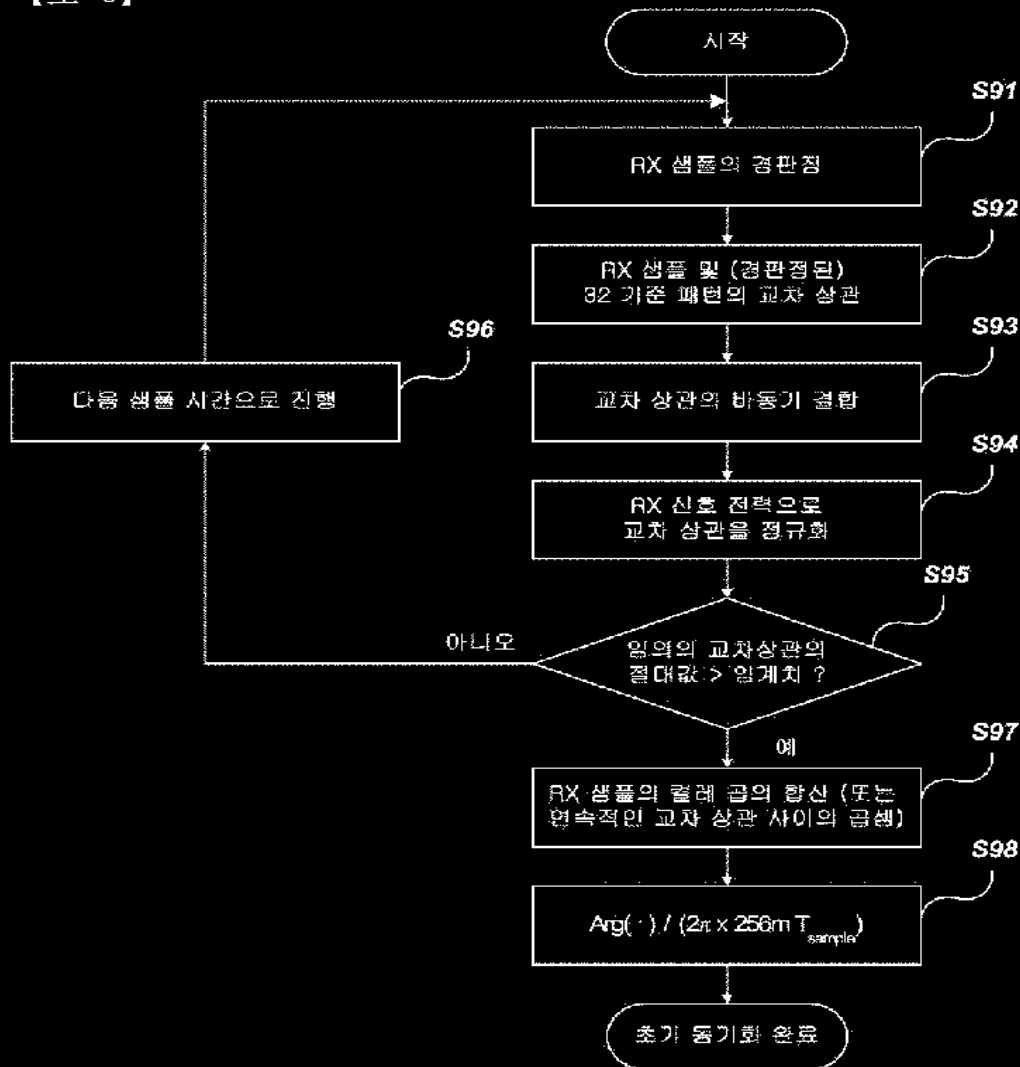 시작
S91
RX 샘플의 경판정
S92
RX 샘플 및 (경판정된)
32 기준 패턴의 교차 상관
S93
교차 상관의 비동기 결합
S94
RX 신호 전력으로
교차 상관을 정규화
S95
임의의 교차상관의
절대값 > 임계치 ?
아니오
S96
다음 샘플 시간으로 진행
예
S97
RX 샘플의 켤레 곱의 합산 (또는
연속적인 교차 상관 사이의 곱셈)
S98
Arg( · ) / (2π x 256m T_sample)
초기 동기화 완료